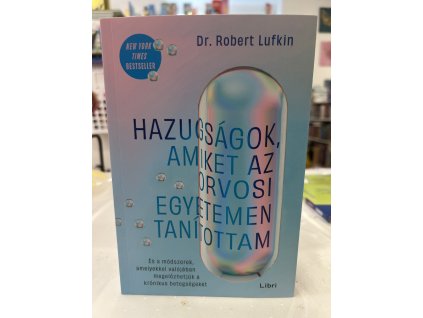 Dr. Robert Lufkin
NEW YORK
TIMES
BESTSELLER
HAZUGSÁGOK,
AMIKET AZ
ORVOSI
EGYETEMEN
TANÍTOTTAM
És a módszerek,
amelyekkel valójában
megelőzhetjük a
krónikus betegségeket
Libri